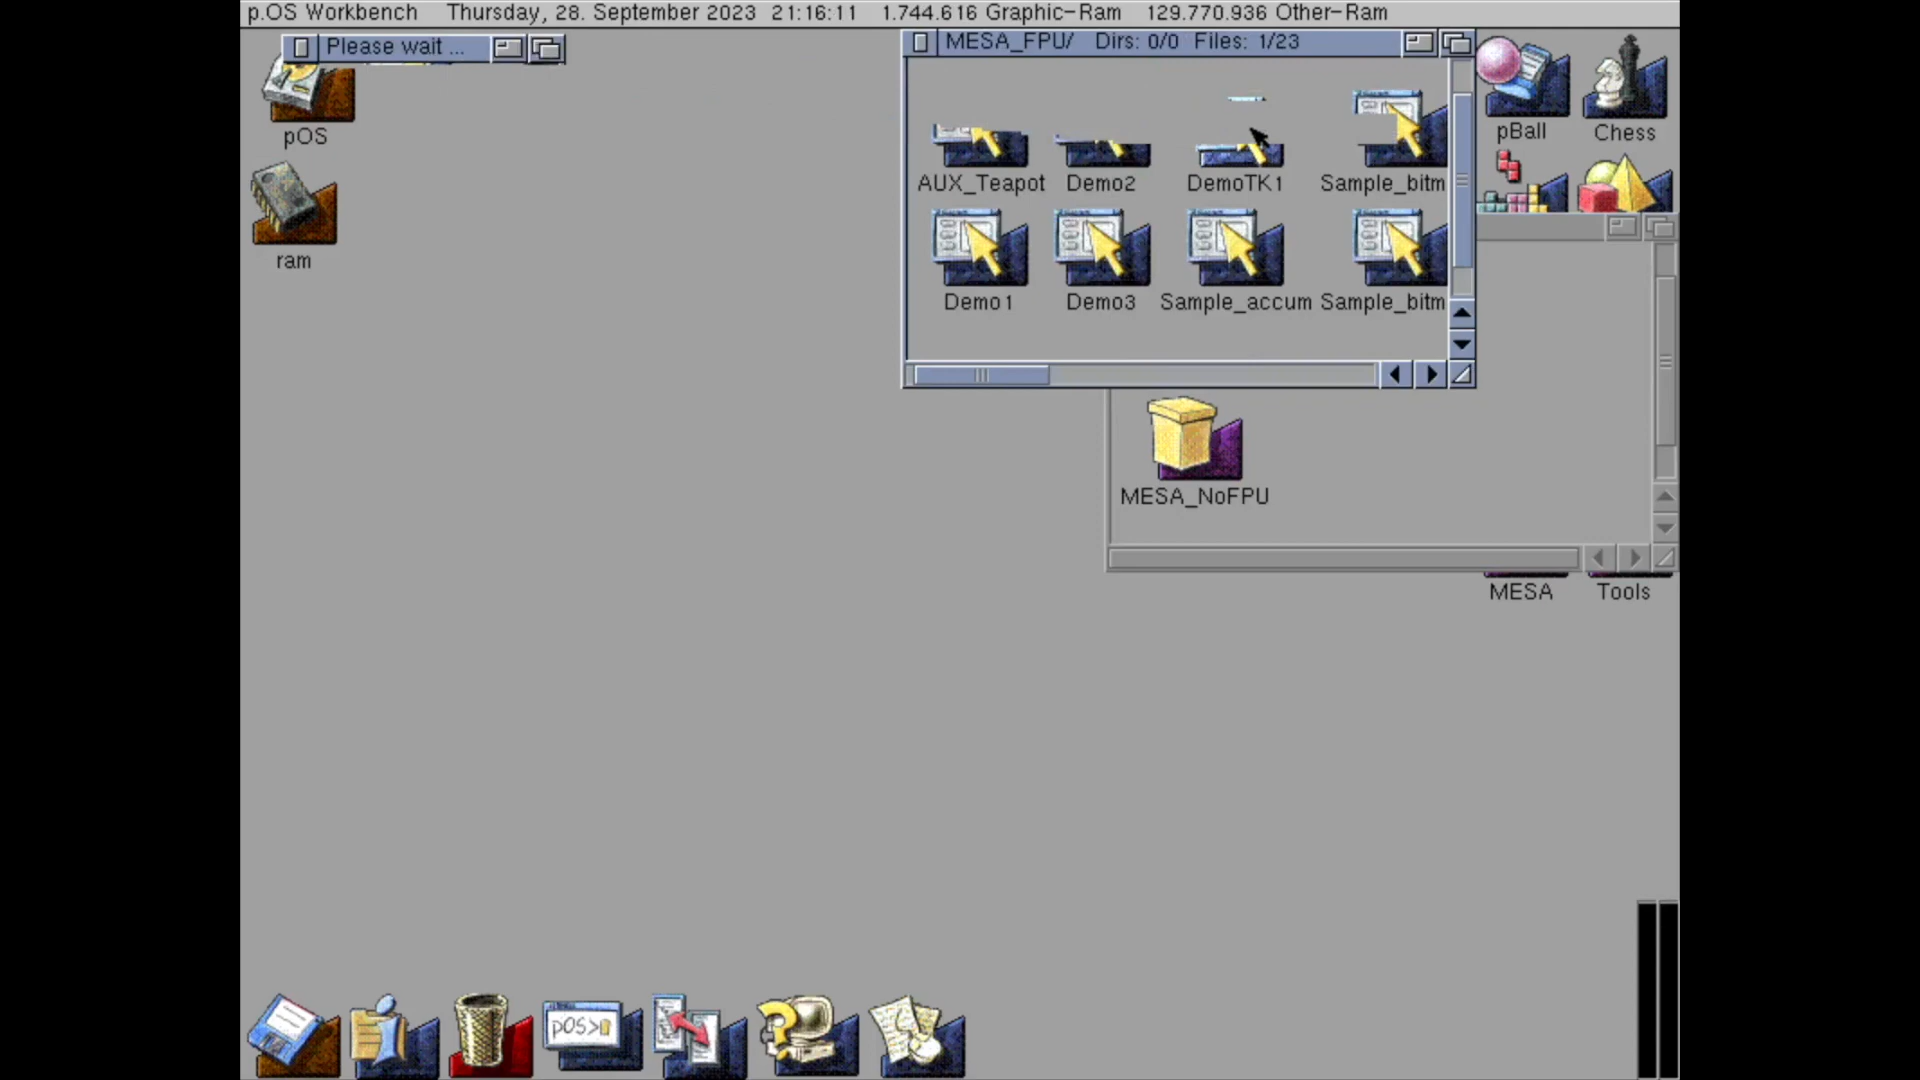 p.OS Workbench Thursday, 28. September 2023 21:16:11 1.744.616 Graphic-Ram 129.770.936 Other-Ram
Please wait ...
MESA_FPU/ Dirs: 0/0 Files: 1/23
pOS
ram
AUX_Teapot Demo2 DemoTK1 Sample_bitm
Demo1 Demo3 Sample_accum Sample_bitm
pBall Chess
MESA_NoFPU
MESA Tools
pOS>